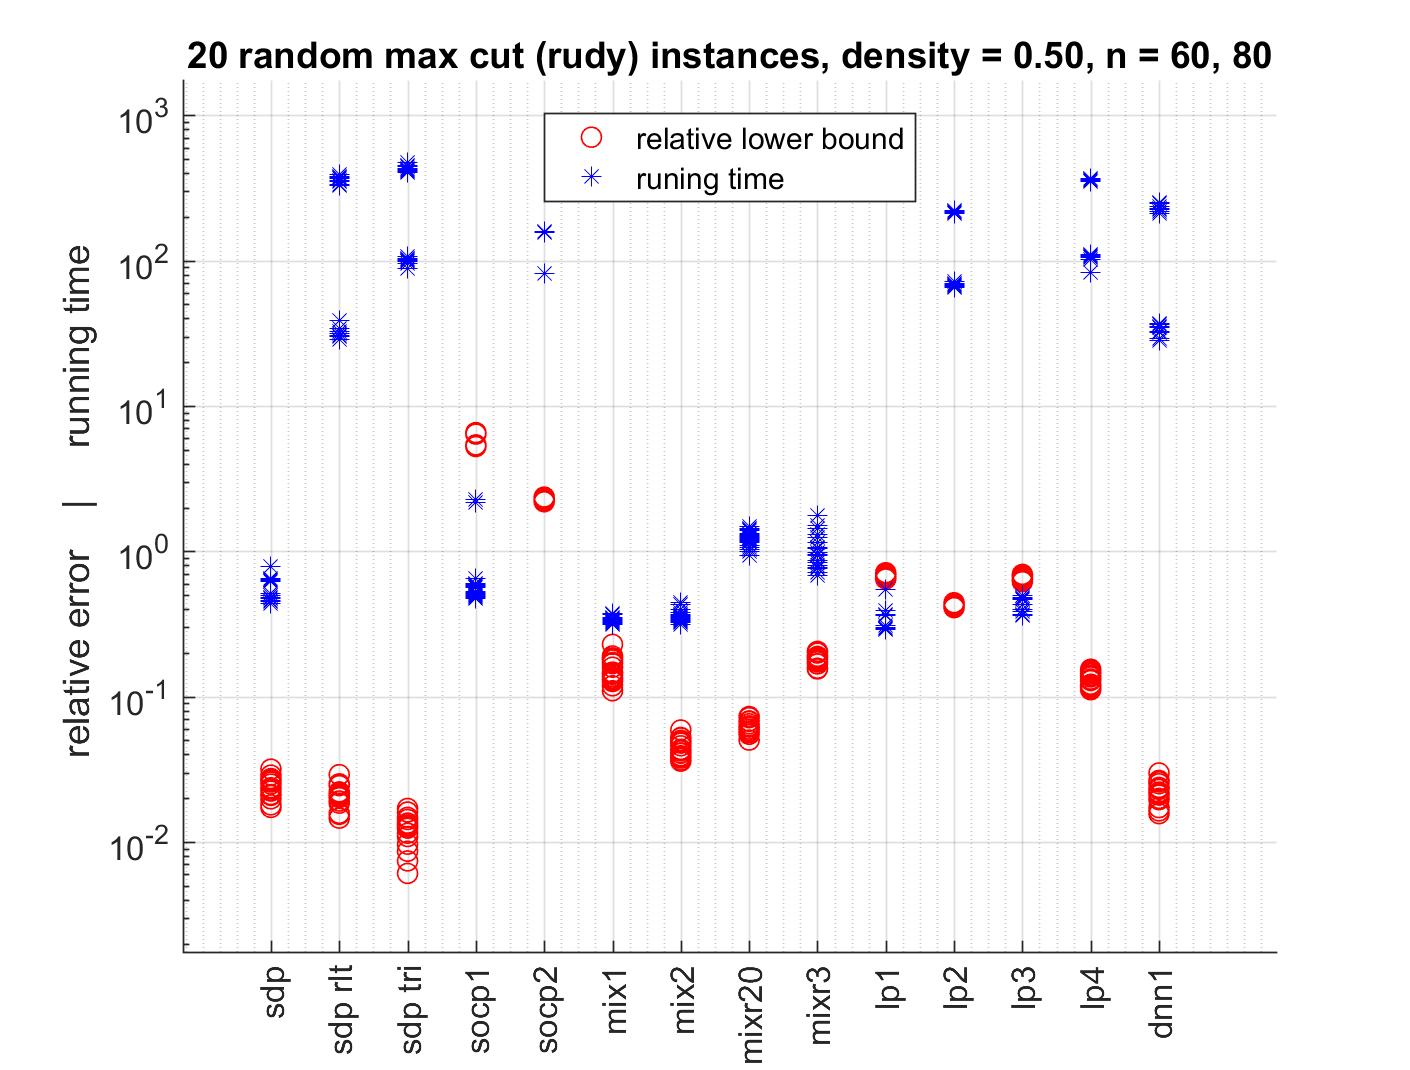 20 random max cut (rudy) instances, density = 0.50, n = 60, 80
relative lower bound
runing time
relative error | running time
10^3
10^2
10^1
10^0
10^-1
10^-2
sdp
sdp rlt
sdp tri
socp1
socp2
mix1
mix2
mixr20
mixr3
lp1
lp2
lp3
lp4
dnn1